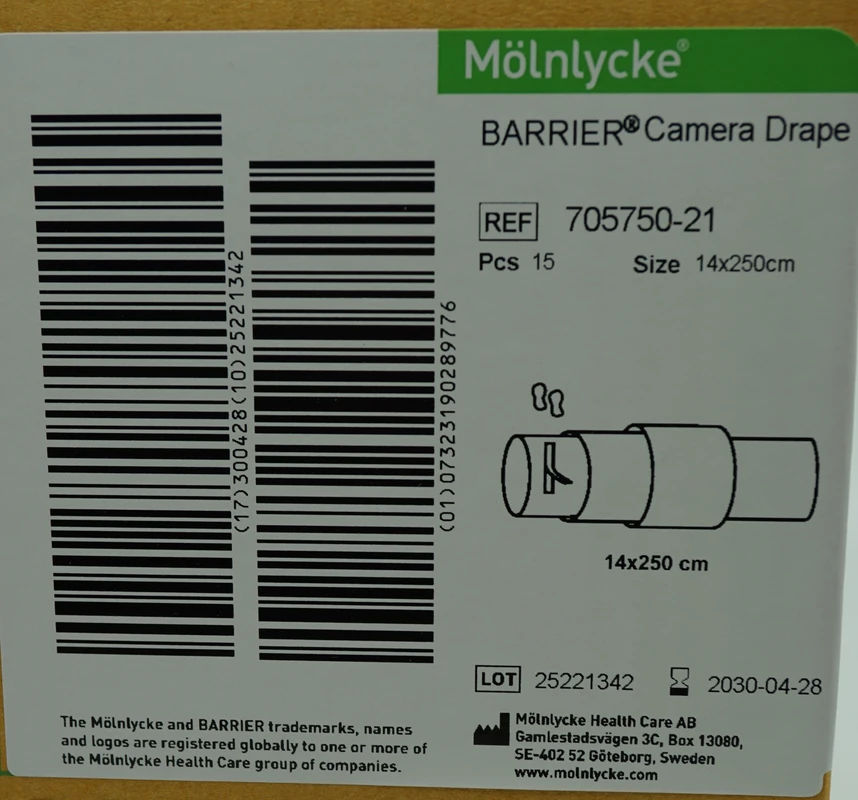 Mölnlycke®
BARRIER® Camera Drape
REF 705750-21
Pcs 15 Size 14x250cm
(17)300428(10)25221342
(01)07323190289776
14x250 cm
LOT 25221342 2030-04-28
The Mölnlycke and BARRIER trademarks, names
and logos are registered globally to one or more of
the Mölnlycke Health Care group of companies.
Mölnlycke Health Care AB
Gamlestadsvägen 3C, Box 13080,
SE-402 52 Göteborg, Sweden
www.molnlycke.com